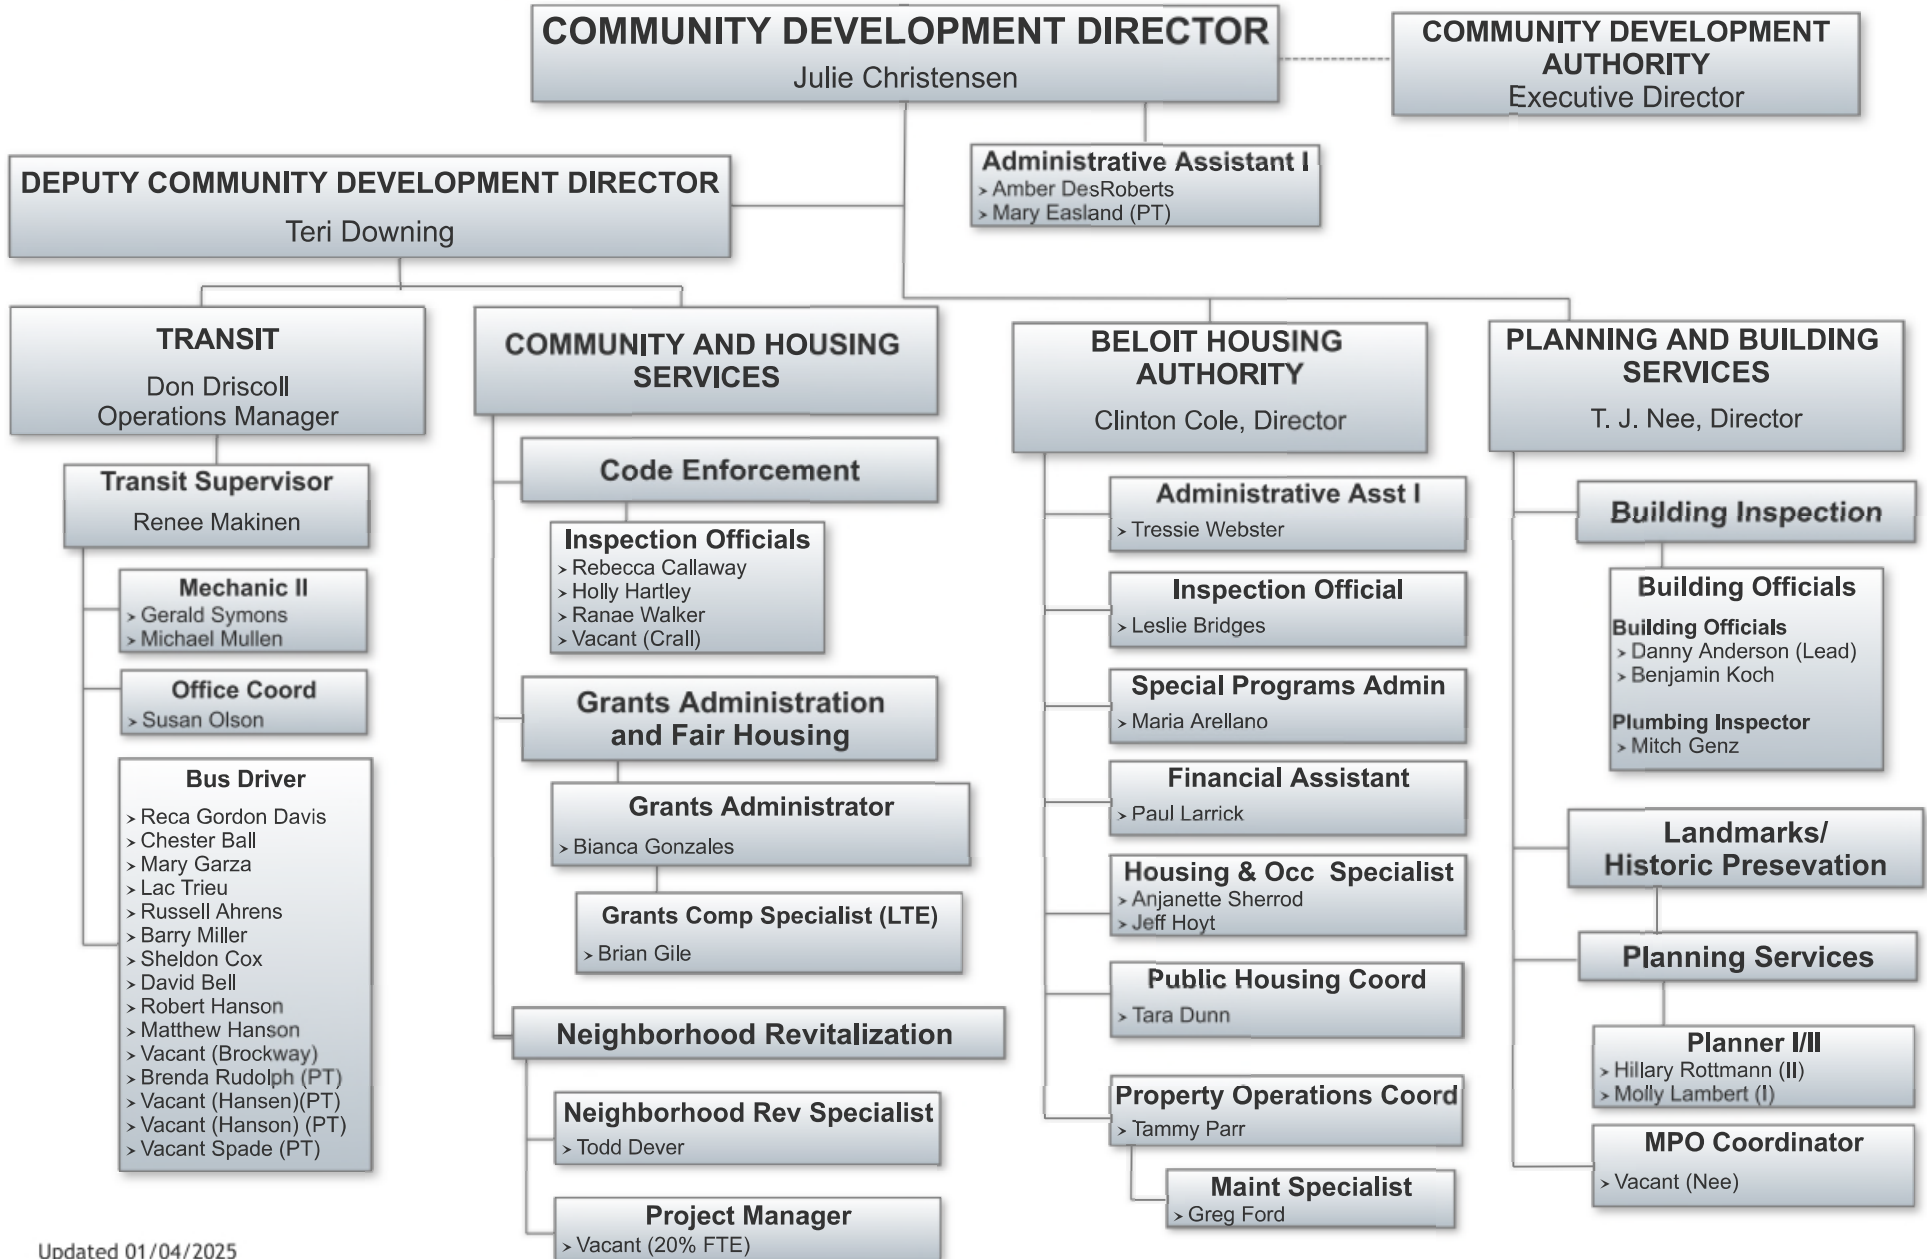 COMMUNITY DEVELOPMENT DIRECTOR
Julie Christensen
COMMUNITY DEVELOPMENT
AUTHORITY
Executive Director
Administrative Assistant I
> Amber DesRoberts
> Mary Easland (PT)
DEPUTY COMMUNITY DEVELOPMENT DIRECTOR
Teri Downing
TRANSIT
Don Driscoll
Operations Manager
Transit Supervisor
Renee Makinen
Mechanic II
> Gerald Symons
> Michael Mullen
Office Coord
> Susan Olson
Bus Driver
> Reca Gordon Davis
> Chester Ball
> Mary Garza
> Lac Trieu
> Russell Ahrens
> Barry Miller
> Sheldon Cox
> David Bell
> Robert Hanson
> Matthew Hanson
> Vacant (Brockway)
> Brenda Rudolph (PT)
> Vacant (Hansen)(PT)
> Vacant (Hanson) (PT)
> Vacant Spade (PT)
COMMUNITY AND HOUSING
SERVICES
Code Enforcement
Inspection Officials
> Rebecca Callaway
> Holly Hartley
> Ranae Walker
> Vacant (Crall)
Grants Administration
and Fair Housing
Grants Administrator
> Bianca Gonzales
Grants Comp Specialist (LTE)
> Brian Gile
Neighborhood Revitalization
Neighborhood Rev Specialist
> Todd Dever
Project Manager
> Vacant (20% FTE)
BELOIT HOUSING
AUTHORITY
Clinton Cole, Director
Administrative Asst I
> Tressie Webster
Inspection Official
> Leslie Bridges
Special Programs Admin
> Maria Arellano
Financial Assistant
> Paul Larrick
Housing & Occ Specialist
> Anjanette Sherrod
> Jeff Hoyt
Public Housing Coord
> Tara Dunn
Property Operations Coord
> Tammy Parr
Maint Specialist
> Greg Ford
PLANNING AND BUILDING
SERVICES
T. J. Nee, Director
Building Inspection
Building Officials
Building Officials
> Danny Anderson (Lead)
> Benjamin Koch
Plumbing Inspector
> Mitch Genz
Landmarks/
Historic Presevation
Planning Services
Planner I/II
> Hillary Rottmann (II)
> Molly Lambert (I)
MPO Coordinator
> Vacant (Nee)
Updated 01/04/2025